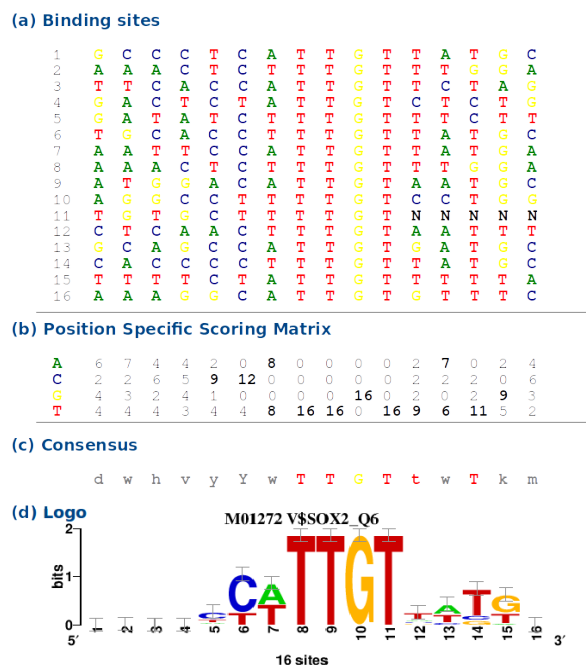 (a) Binding sites
1 G C C C T C A T T G T T A T G C
2 A A A C T C T T T G T T T G G A
3 T T C A C C A T T G T T C T A G
4 G A C T C T A T T G T C T C T G
5 G A T A T C T T T G T T T C T T
6 T G C A C C T T T G T T A T G C
7 A A T T C C A T T G T T A T G A
8 A A A C T C T T T G T T T G G A
9 A T G G A C A T T G T A A T G C
10 A G G C C T T T T G T C C T G G
11 T G T G C T T T T G T N N N N N
12 C T C A A C T T T G T A A T T T
13 G C A G C C A T T G T G A T G C
14 C A C C C C T T T G T T A T G C
15 T T T T C T A T T G T T T T T A
16 A A A G G C A T T G T G T T T C
(b) Position Specific Scoring Matrix
A 6 7 4 4 2 0 8 0 0 0 0 2 7 0 2 4
C 2 2 6 5 9 12 0 0 0 0 0 2 2 2 0 6
G 4 3 2 4 1 0 0 0 0 16 0 2 0 2 9 3
T 4 4 4 3 4 4 8 16 16 0 16 9 6 11 5 2
(c) Consensus
d w h v y Y w T T G T t w T k m
(d) Logo
M01272 V$SOX2_Q6
2
bits
1
0
C A T T G T A T G
C T T T
5′ 1 2 3 4 5 6 7 8 9 10 11 12 13 14 15 16 3′
16 sites